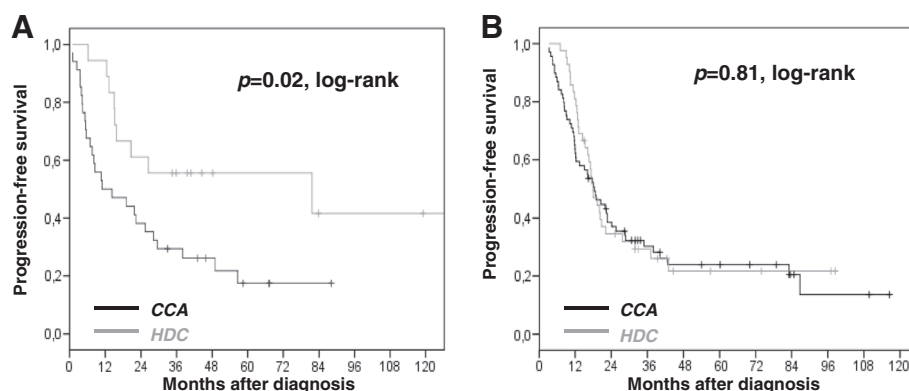 A
p=0.02, log-rank
Progression-free survival
1,0
0,8
0,6
0,4
0,2
0,0
CCA
HDC
0 12 24 36 48 60 72 84 96 108 120
Months after diagnosis
B
p=0.81, log-rank
Progression-free survival
1,0
0,8
0,6
0,4
0,2
0,0
CCA
HDC
0 12 24 36 48 60 72 84 96 108 120
Months after diagnosis